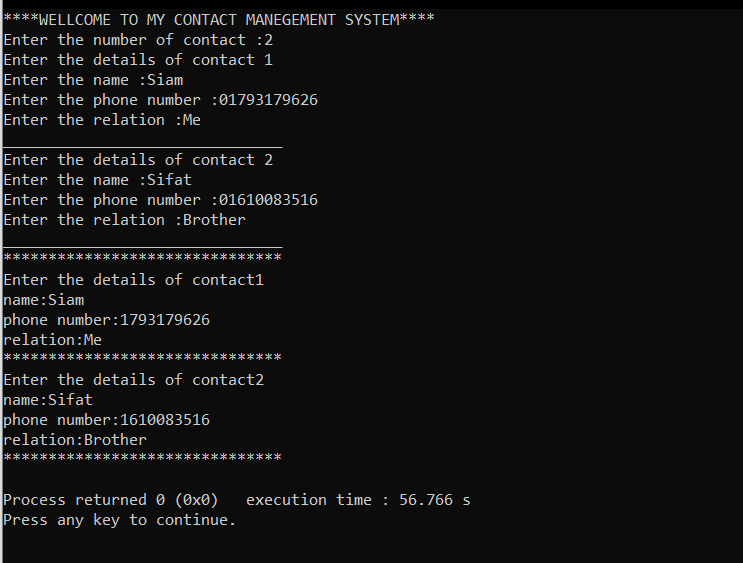 ****WELLCOME TO MY CONTACT MANEGEMENT SYSTEM****
Enter the number of contact :2
Enter the details of contact 1
Enter the name :Siam
Enter the phone number :01793179626
Enter the relation :Me
_______________________________
Enter the details of contact 2
Enter the name :Sifat
Enter the phone number :01610083516
Enter the relation :Brother
_______________________________
*******************************
Enter the details of contact1
name:Siam
phone number:1793179626
relation:Me
*******************************
Enter the details of contact2
name:Sifat
phone number:1610083516
relation:Brother
*******************************
Process returned 0 (0x0)   execution time : 56.766 s
Press any key to continue.